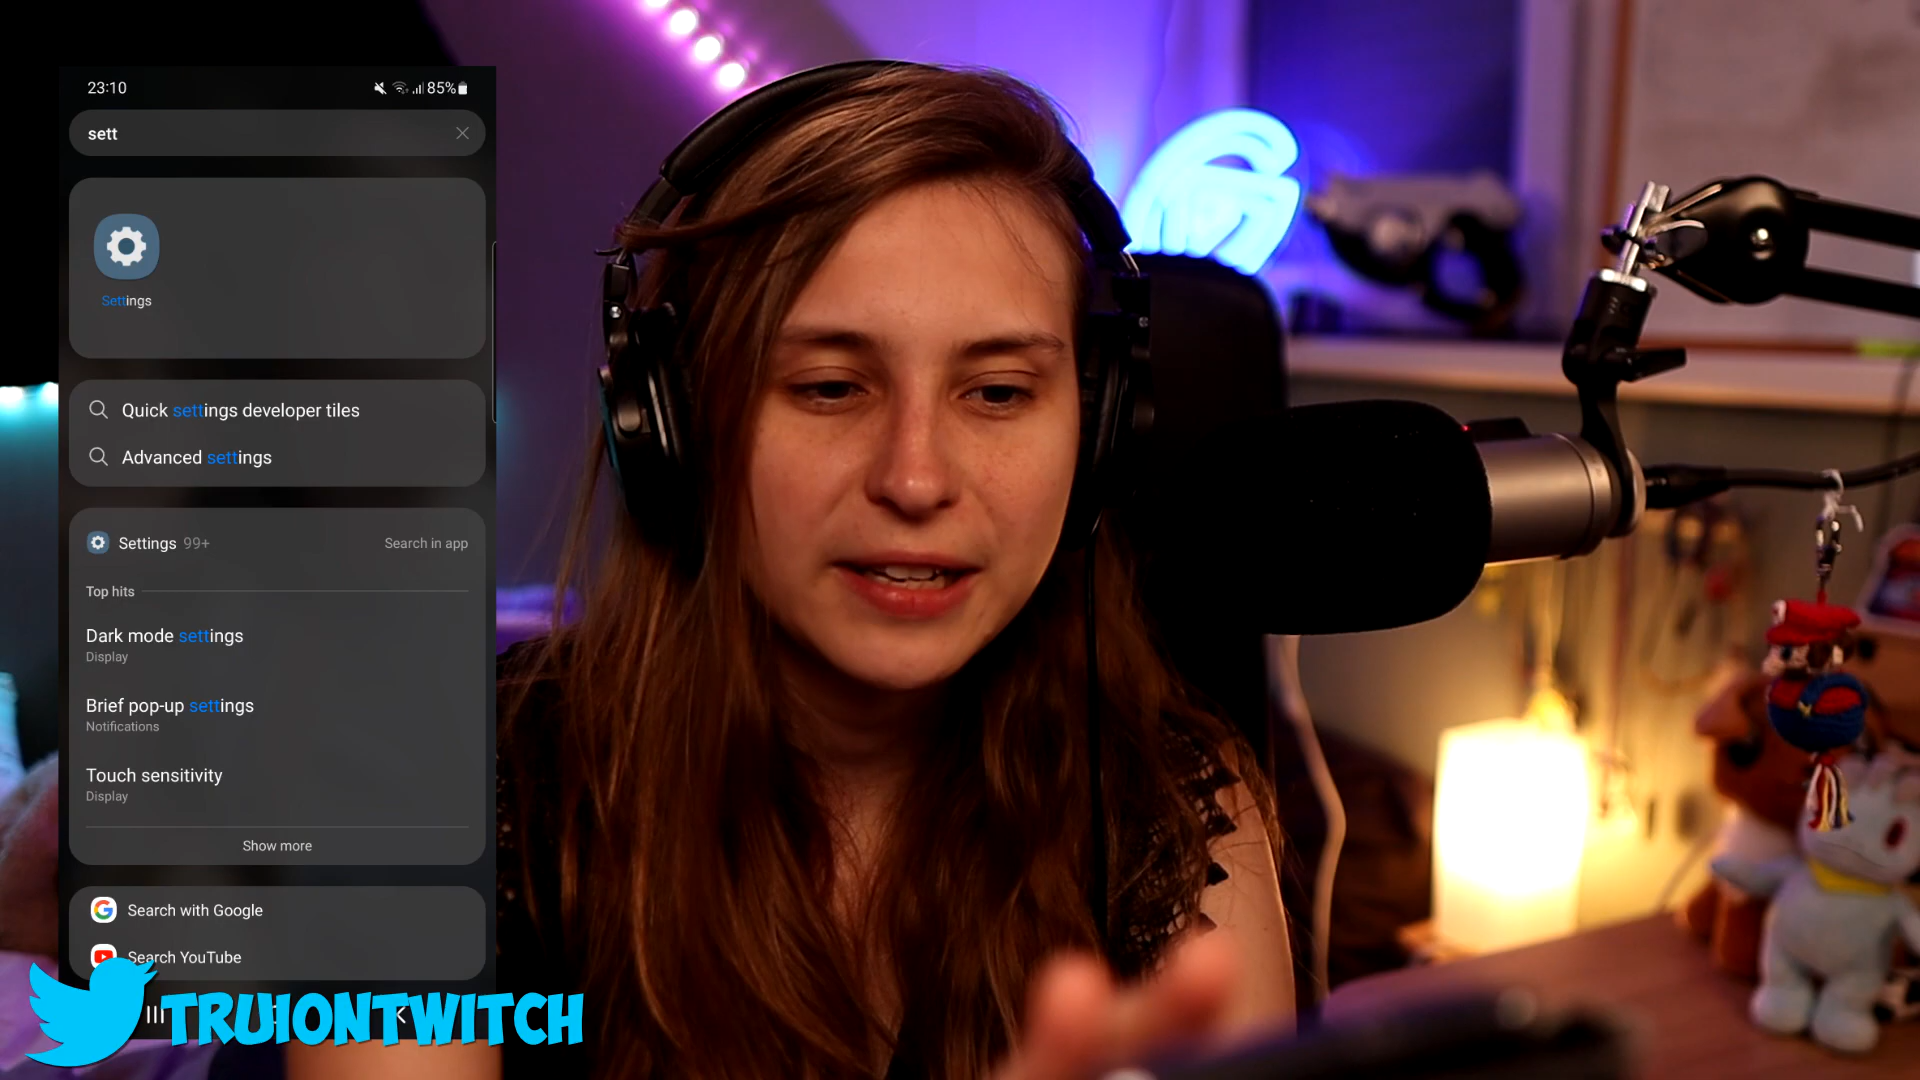 23:10
85%
sett
Settings
Quick settings developer tiles
Advanced settings
Settings 99+
Search in app
Top hits
Dark mode settings
Display
Brief pop-up settings
Notifications
Touch sensitivity
Display
Show more
Search with Google
Search YouTube
TRUIONTWITCH